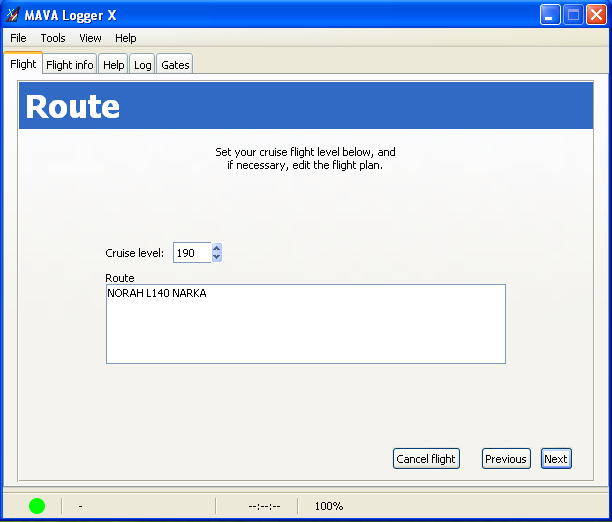 MAVA Logger X
File Tools View Help
Flight Flight info Help Log Gates
Route
Set your cruise flight level below, and
if necessary, edit the flight plan.
Cruise level: 190
Route
NORAH L140 NARKA
Cancel flight Previous Next
- --:--:-- 100%